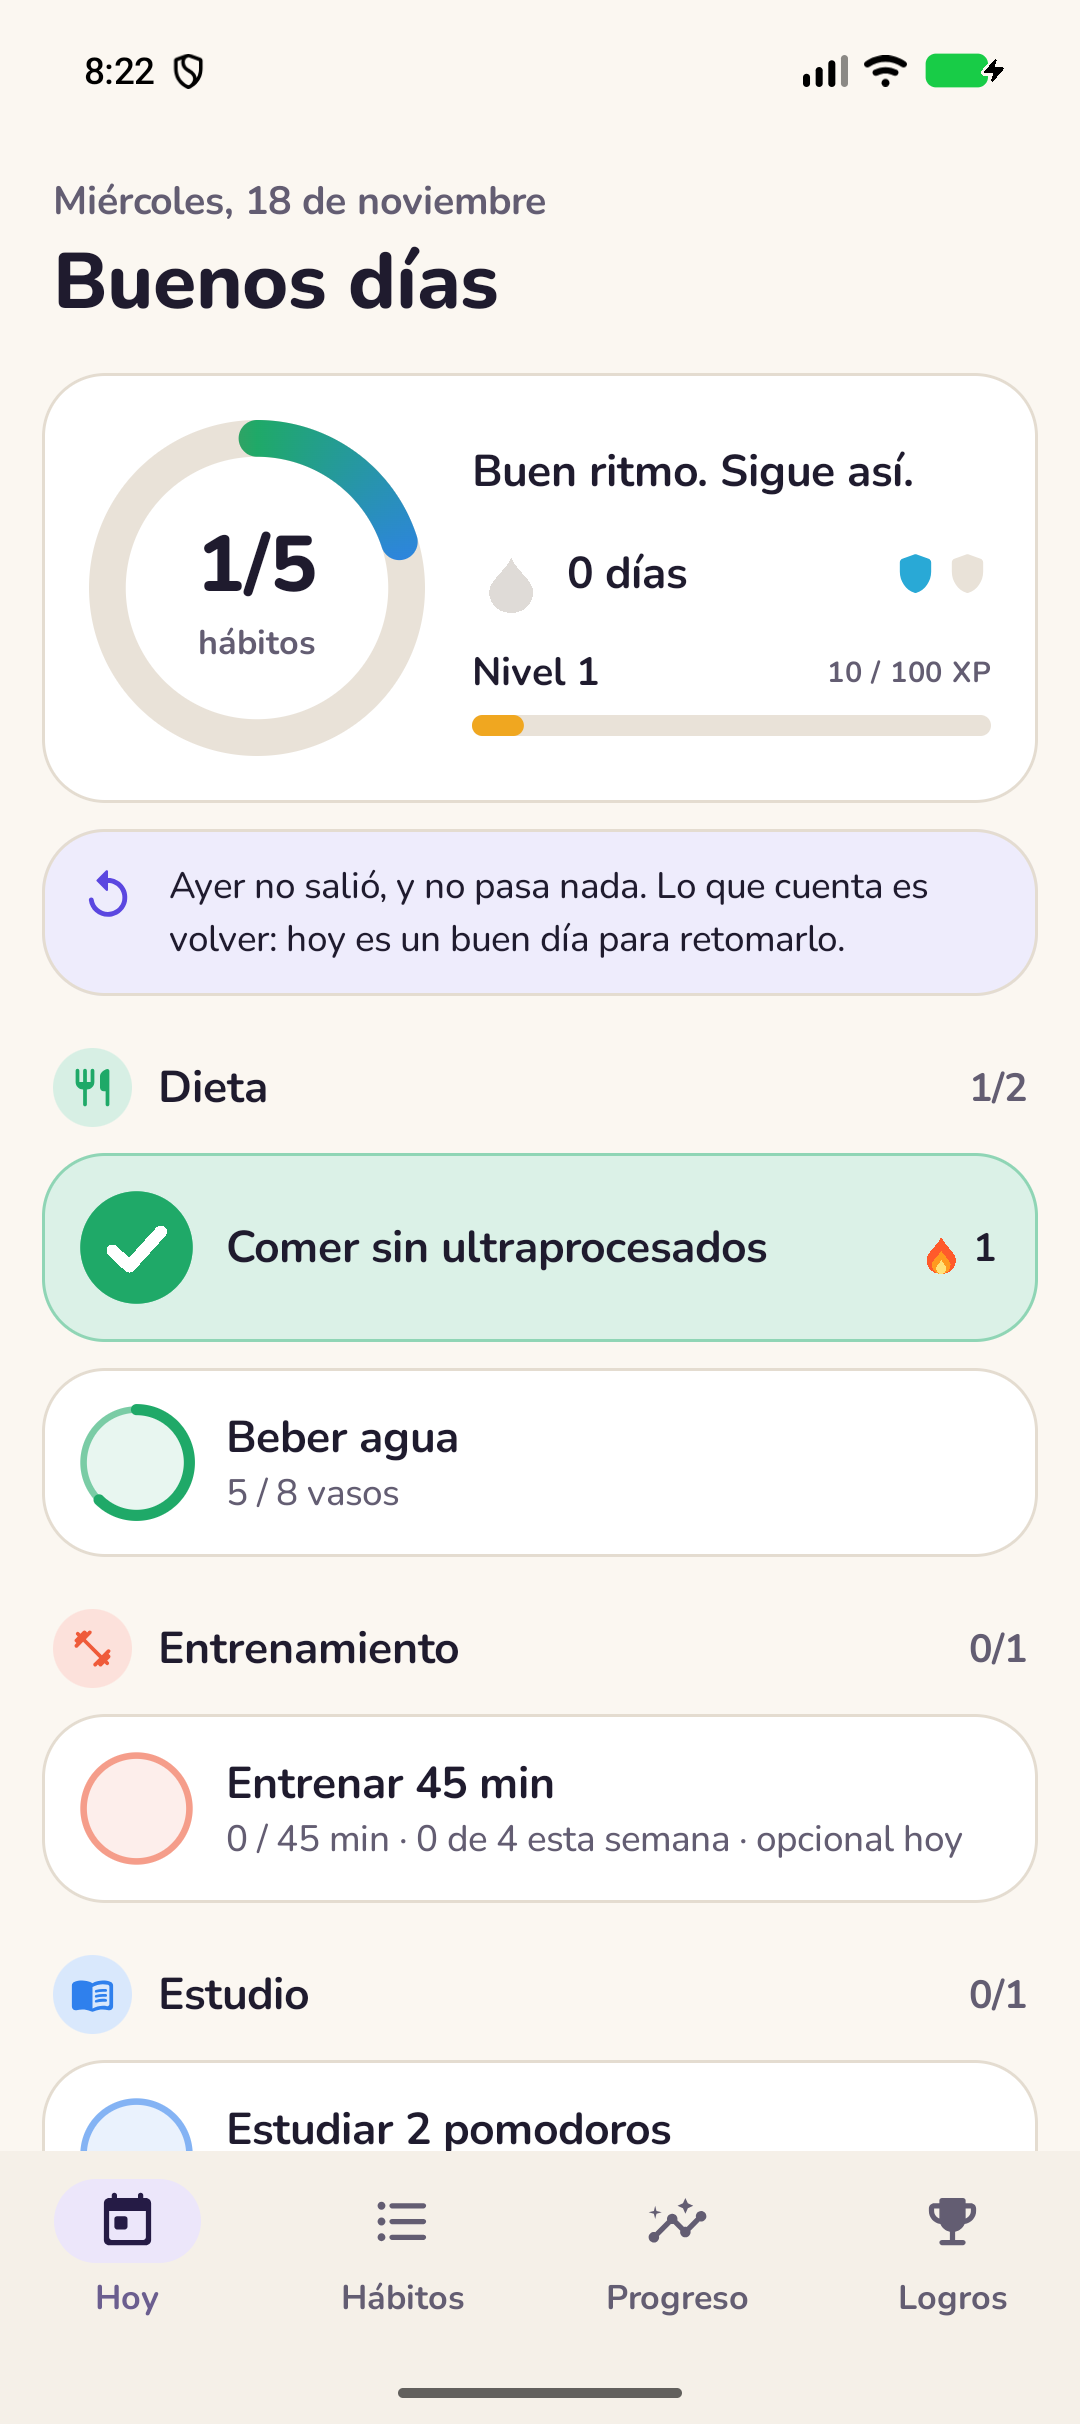 8:22
Miércoles, 18 de noviembre
Buenos días
1/5
hábitos
Buen ritmo. Sigue así.
0 días
Nivel 1
10 / 100 XP
Ayer no salió, y no pasa nada. Lo que cuenta es
volver: hoy es un buen día para retomarlo.
Dieta
1/2
Comer sin ultraprocesados
1
Beber agua
5 / 8 vasos
Entrenamiento
0/1
Entrenar 45 min
0 / 45 min · 0 de 4 esta semana · opcional hoy
Estudio
0/1
Estudiar 2 pomodoros
Hoy
Hábitos
Progreso
Logros